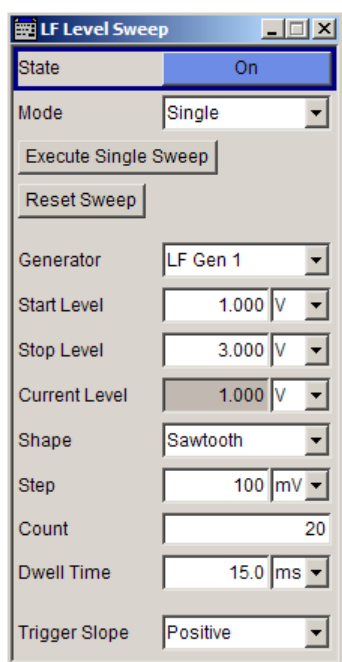 LF Level Swee
State On
Mode Single
Execute Single Sweep
Reset Sweep
Generator LF Gen 1
Start Level 1.000 V
Stop Level 3.000 V
Current Level 1.000 V
Shape Sawtooth
Step 100 mV
Count 20
Dwell Time 15.0 ms
Trigger Slope Positive